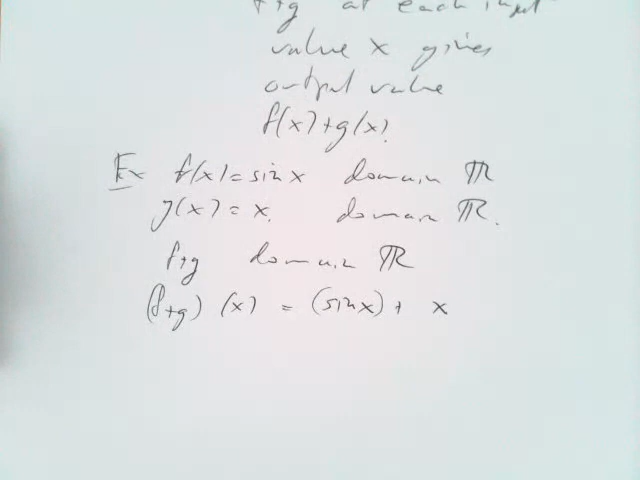 f+g at each input
value x gives
output value
f(x)+g(x).
Ex f(x)=sin x domain ℝ
g(x) = x. domain ℝ.
f+g domain ℝ
(f+g) (x) = (sin x) + x